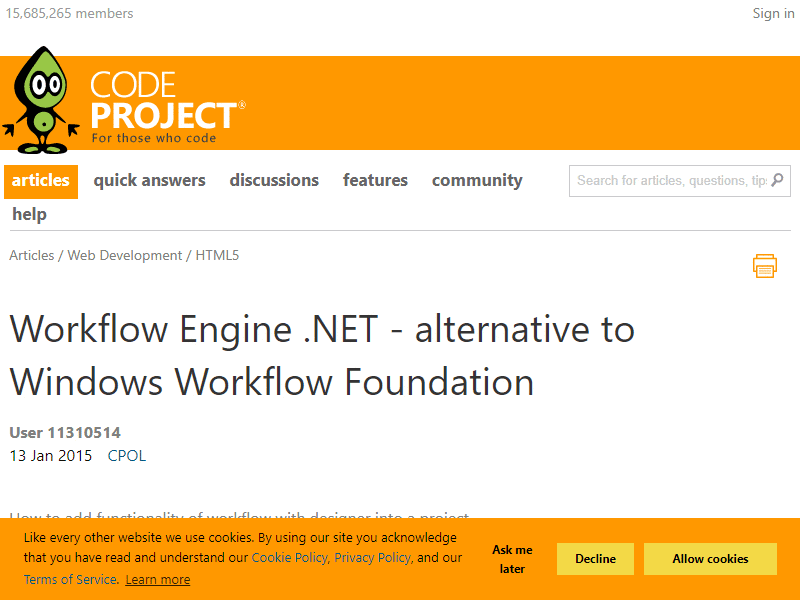 15,685,265 members
Sign in
CODE
PROJECT®
For those who code
articles
quick answers
discussions
features
community
Search for articles, questions, tips
help
Articles / Web Development / HTML5
Workflow Engine .NET - alternative to
Windows Workflow Foundation
User 11310514
13 Jan 2015 CPOL
How to add functionality of workflow with designer into a project
Like every other website we use cookies. By using our site you acknowledge
that you have read and understand our Cookie Policy, Privacy Policy, and our
Terms of Service. Learn more
Ask me
later
Decline
Allow cookies